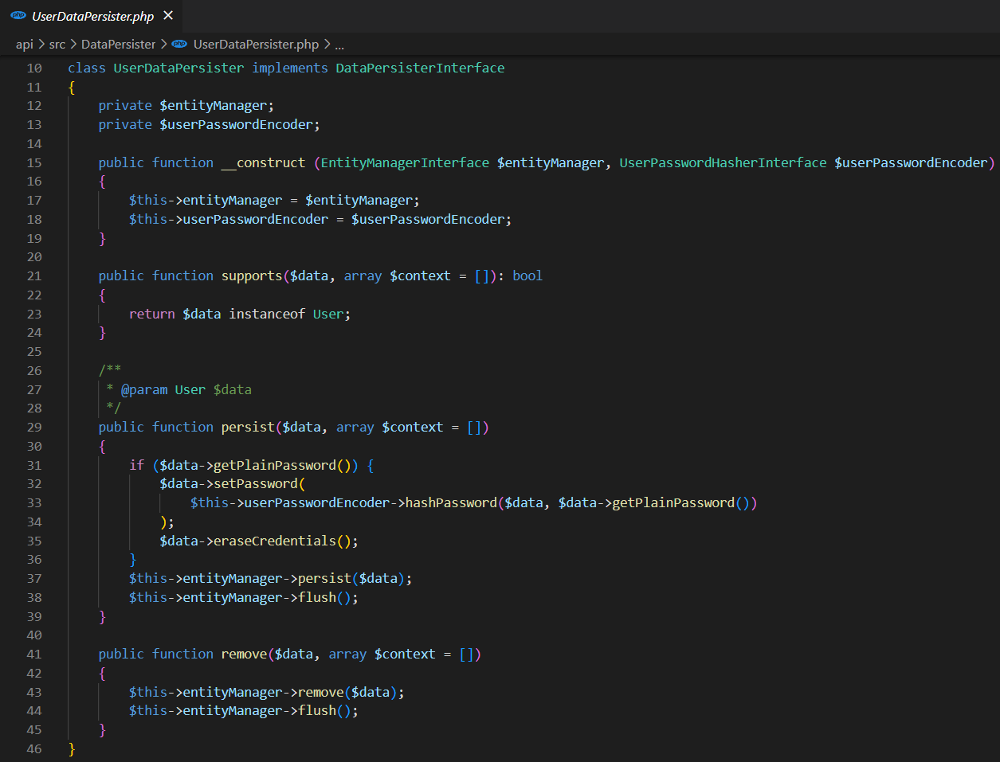 php UserDataPersister.php ×
api > src > DataPersister > php UserDataPersister.php > ...
10 class UserDataPersister implements DataPersisterInterface
11 {
12     private $entityManager;
13     private $userPasswordEncoder;
14
15     public function __construct (EntityManagerInterface $entityManager, UserPasswordHasherInterface $userPasswordEncoder)
16     {
17         $this->entityManager = $entityManager;
18         $this->userPasswordEncoder = $userPasswordEncoder;
19     }
20
21     public function supports($data, array $context = []): bool
22     {
23         return $data instanceof User;
24     }
25
26     /**
27      * @param User $data
28      */
29     public function persist($data, array $context = [])
30     {
31         if ($data->getPlainPassword()) {
32             $data->setPassword(
33                 $this->userPasswordEncoder->hashPassword($data, $data->getPlainPassword())
34             );
35             $data->eraseCredentials();
36         }
37         $this->entityManager->persist($data);
38         $this->entityManager->flush();
39     }
40
41     public function remove($data, array $context = [])
42     {
43         $this->entityManager->remove($data);
44         $this->entityManager->flush();
45     }
46 }